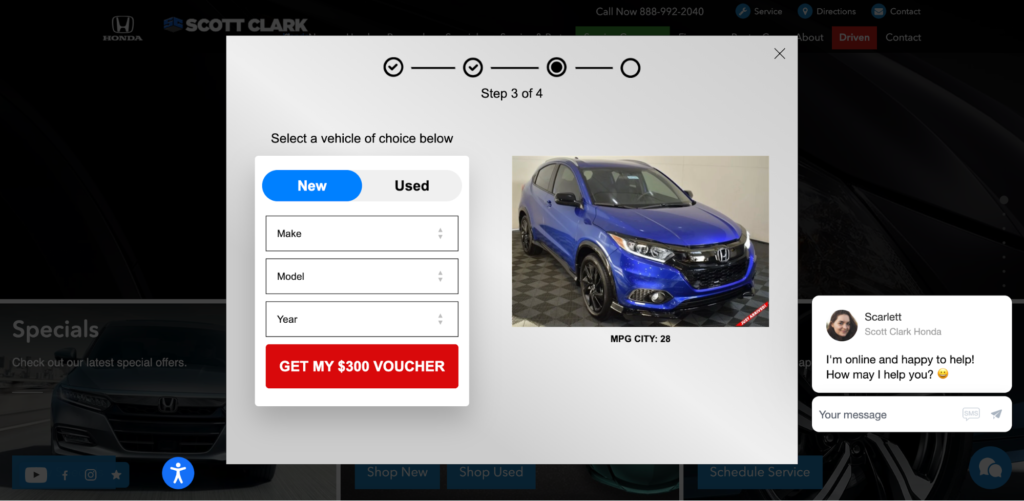 Call Now 888-992-2040
Service
Directions
Contact
HONDA
SCOTT CLARK
About
Driven
Contact
Step 3 of 4
Select a vehicle of choice below
New
Used
Make
Model
Year
GET MY $300 VOUCHER
JUST ARRIVED
MPG CITY: 28
Specials
Check out our latest special offers.
Shop New
Shop Used
Schedule Service
Scarlett
Scott Clark Honda
I'm online and happy to help!
How may I help you? 😀
Your message
SMS